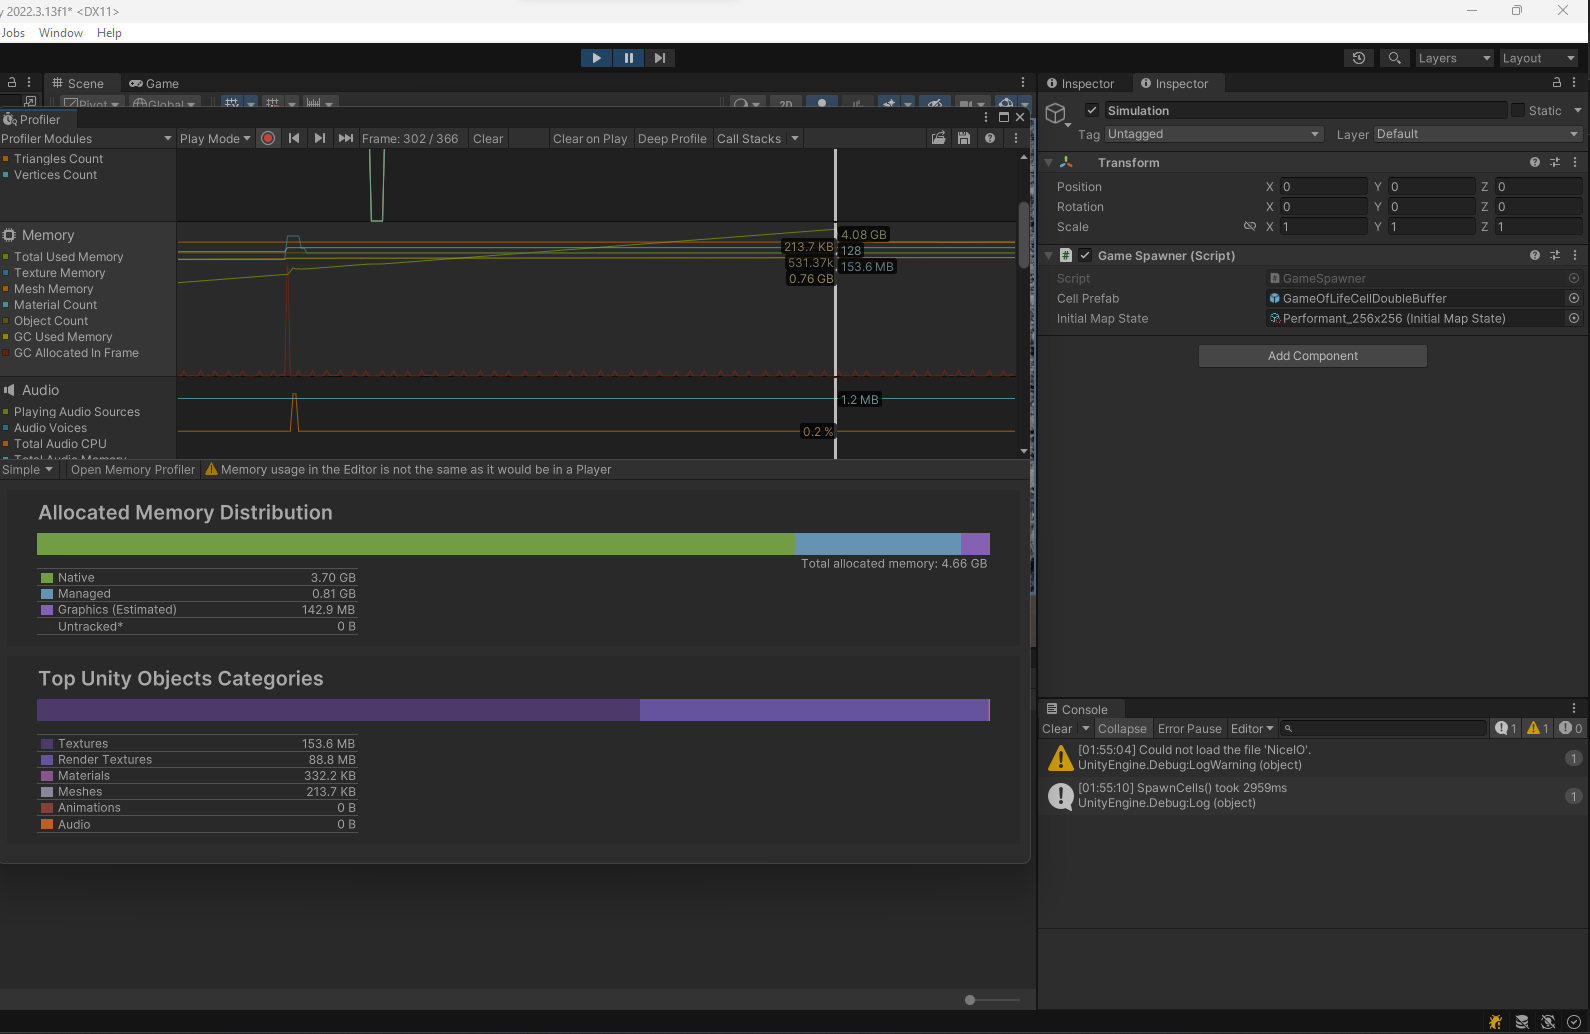 y 2022.3.13f1* <DX11>
Jobs Window Help
Layers Layout
Scene Game
Inspector Inspector
Pivot Global 2D
Simulation Static
Tag Untagged Layer Default
Profiler
Profiler Modules Play Mode Frame: 302 / 366 Clear Clear on Play Deep Profile Call Stacks
Triangles Count
Vertices Count
Memory
Total Used Memory
Texture Memory
Mesh Memory
Material Count
Object Count
GC Used Memory
GC Allocated In Frame
4.08 GB
213.7 KB 128
531.37k 153.6 MB
0.76 GB
Audio
Playing Audio Sources
Audio Voices
Total Audio CPU
Total Audio Memory
1.2 MB
0.2 %
Simple Open Memory Profiler Memory usage in the Editor is not the same as it would be in a Player
Allocated Memory Distribution
Total allocated memory: 4.66 GB
Native 3.70 GB
Managed 0.81 GB
Graphics (Estimated) 142.9 MB
Untracked* 0 B
Top Unity Objects Categories
Textures 153.6 MB
Render Textures 88.8 MB
Materials 332.2 KB
Meshes 213.7 KB
Animations 0 B
Audio 0 B
Transform
Position X 0 Y 0 Z 0
Rotation X 0 Y 0 Z 0
Scale X 1 Y 1 Z 1
# Game Spawner (Script)
Script GameSpawner
Cell Prefab GameOfLifeCellDoubleBuffer
Initial Map State Performant_256x256 (Initial Map State)
Add Component
Console
Clear Collapse Error Pause Editor 1 1 0
[01:55:04] Could not load the file 'NiceIO'.
UnityEngine.Debug:LogWarning (object)
1
[01:55:10] SpawnCells() took 2959ms
UnityEngine.Debug:Log (object)
1